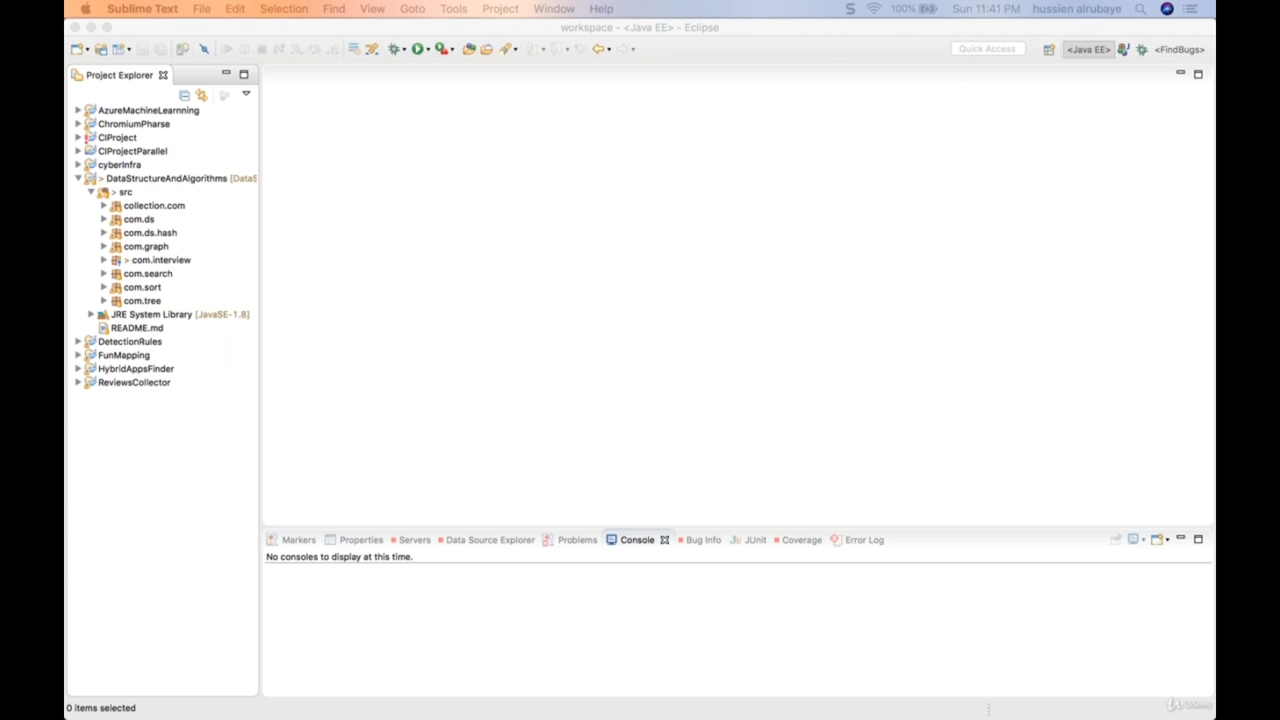 Sublime Text File Edit Selection Find View Goto Tools Project Window Help 100% Sun 11:41 PM hussien alrubaye
workspace - <Java EE> - Eclipse
Quick Access <Java EE> <FindBugs>
Project Explorer
AzureMachineLearnning
ChromiumPharse
CIProject
CIProjectParallel
cyberInfra
> DataStructureAndAlgorithms [DataS
> src
collection.com
com.ds
com.ds.hash
com.graph
> com.interview
com.search
com.sort
com.tree
JRE System Library [JavaSE-1.8]
README.md
DetectionRules
FunMapping
HybridAppsFinder
ReviewsCollector
Markers Properties Servers Data Source Explorer Problems Console Bug Info JUnit Coverage Error Log
No consoles to display at this time.
0 items selected
Udemy